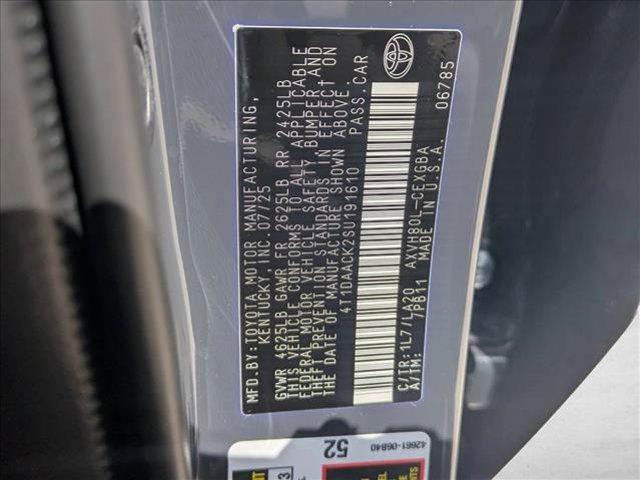 MFD.BY:TOYOTA MOTOR MANUFACTURING,
KENTUCKY, INC. 07/25
GVWR 4625LB GAWR FR 2625LB RR 2425LB
THIS VEHICLE CONFORMS TO ALL APPLICABLE
FEDERAL MOTOR VEHICLE SAFETY, BUMPER AND
THEFT PREVENTION STANDARDS IN EFFECT ON
THE DATE OF MANUFACTURE SHOWN ABOVE.
4T1DAACK2SU191610 PASS.CAR
C/TR:1L7/LA20 AXVH80L-CEXGBA 06785
A/TM: 7PB11 MADE IN U.S.A.
42661-06B40
52